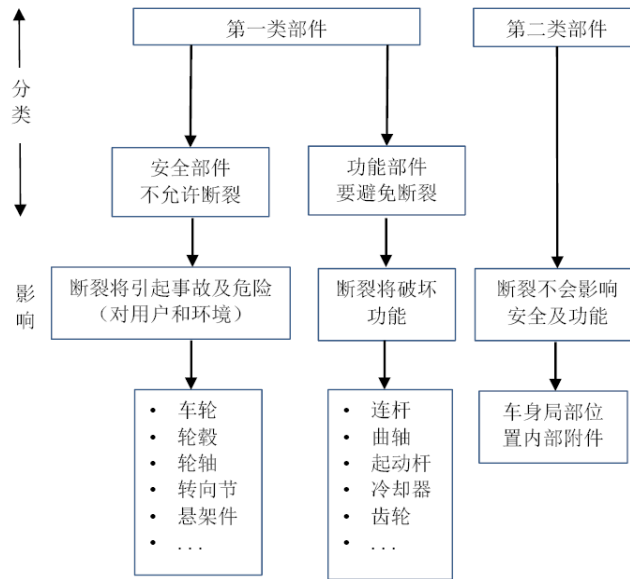 分
类
影
响
第一类部件
第二类部件
安全部件
不允许断裂
功能部件
要避免断裂
断裂将引起事故及危险
（对用户和环境）
断裂将破坏
功能
断裂不会影响
安全及功能
• 车轮
• 轮毂
• 轮轴
• 转向节
• 悬架件
• ...
• 连杆
• 曲轴
• 起动杆
• 冷却器
• 齿轮
• ...
车身局部位
置内部附件